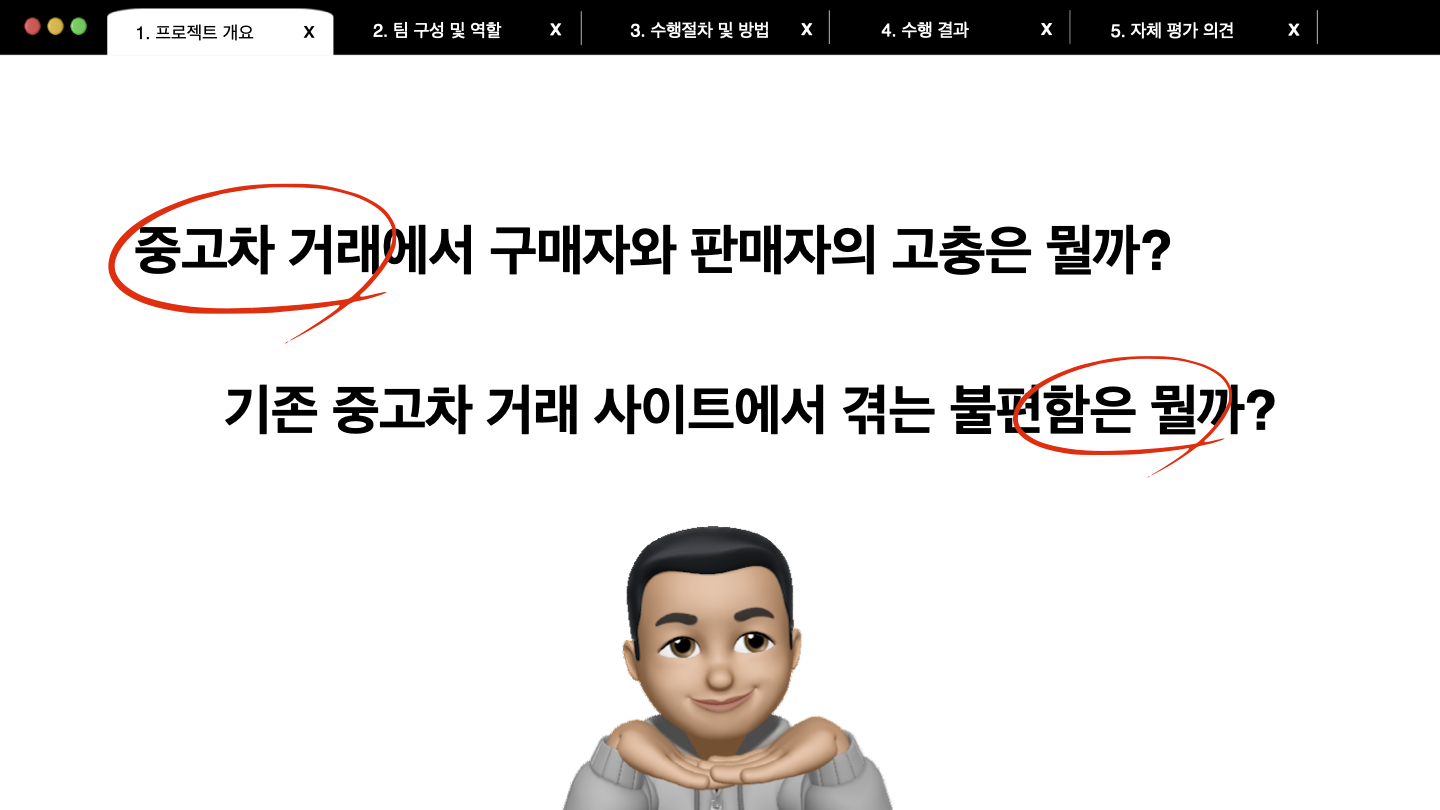 1. 프로젝트 개요 X 2. 팀 구성 및 역할 X 3. 수행절차 및 방법 X 4. 수행 결과 X 5. 자체 평가 의견 X
중고차 거래에서 구매자와 판매자의 고충은 뭘까?
기존 중고차 거래 사이트에서 겪는 불편함은 뭘까?